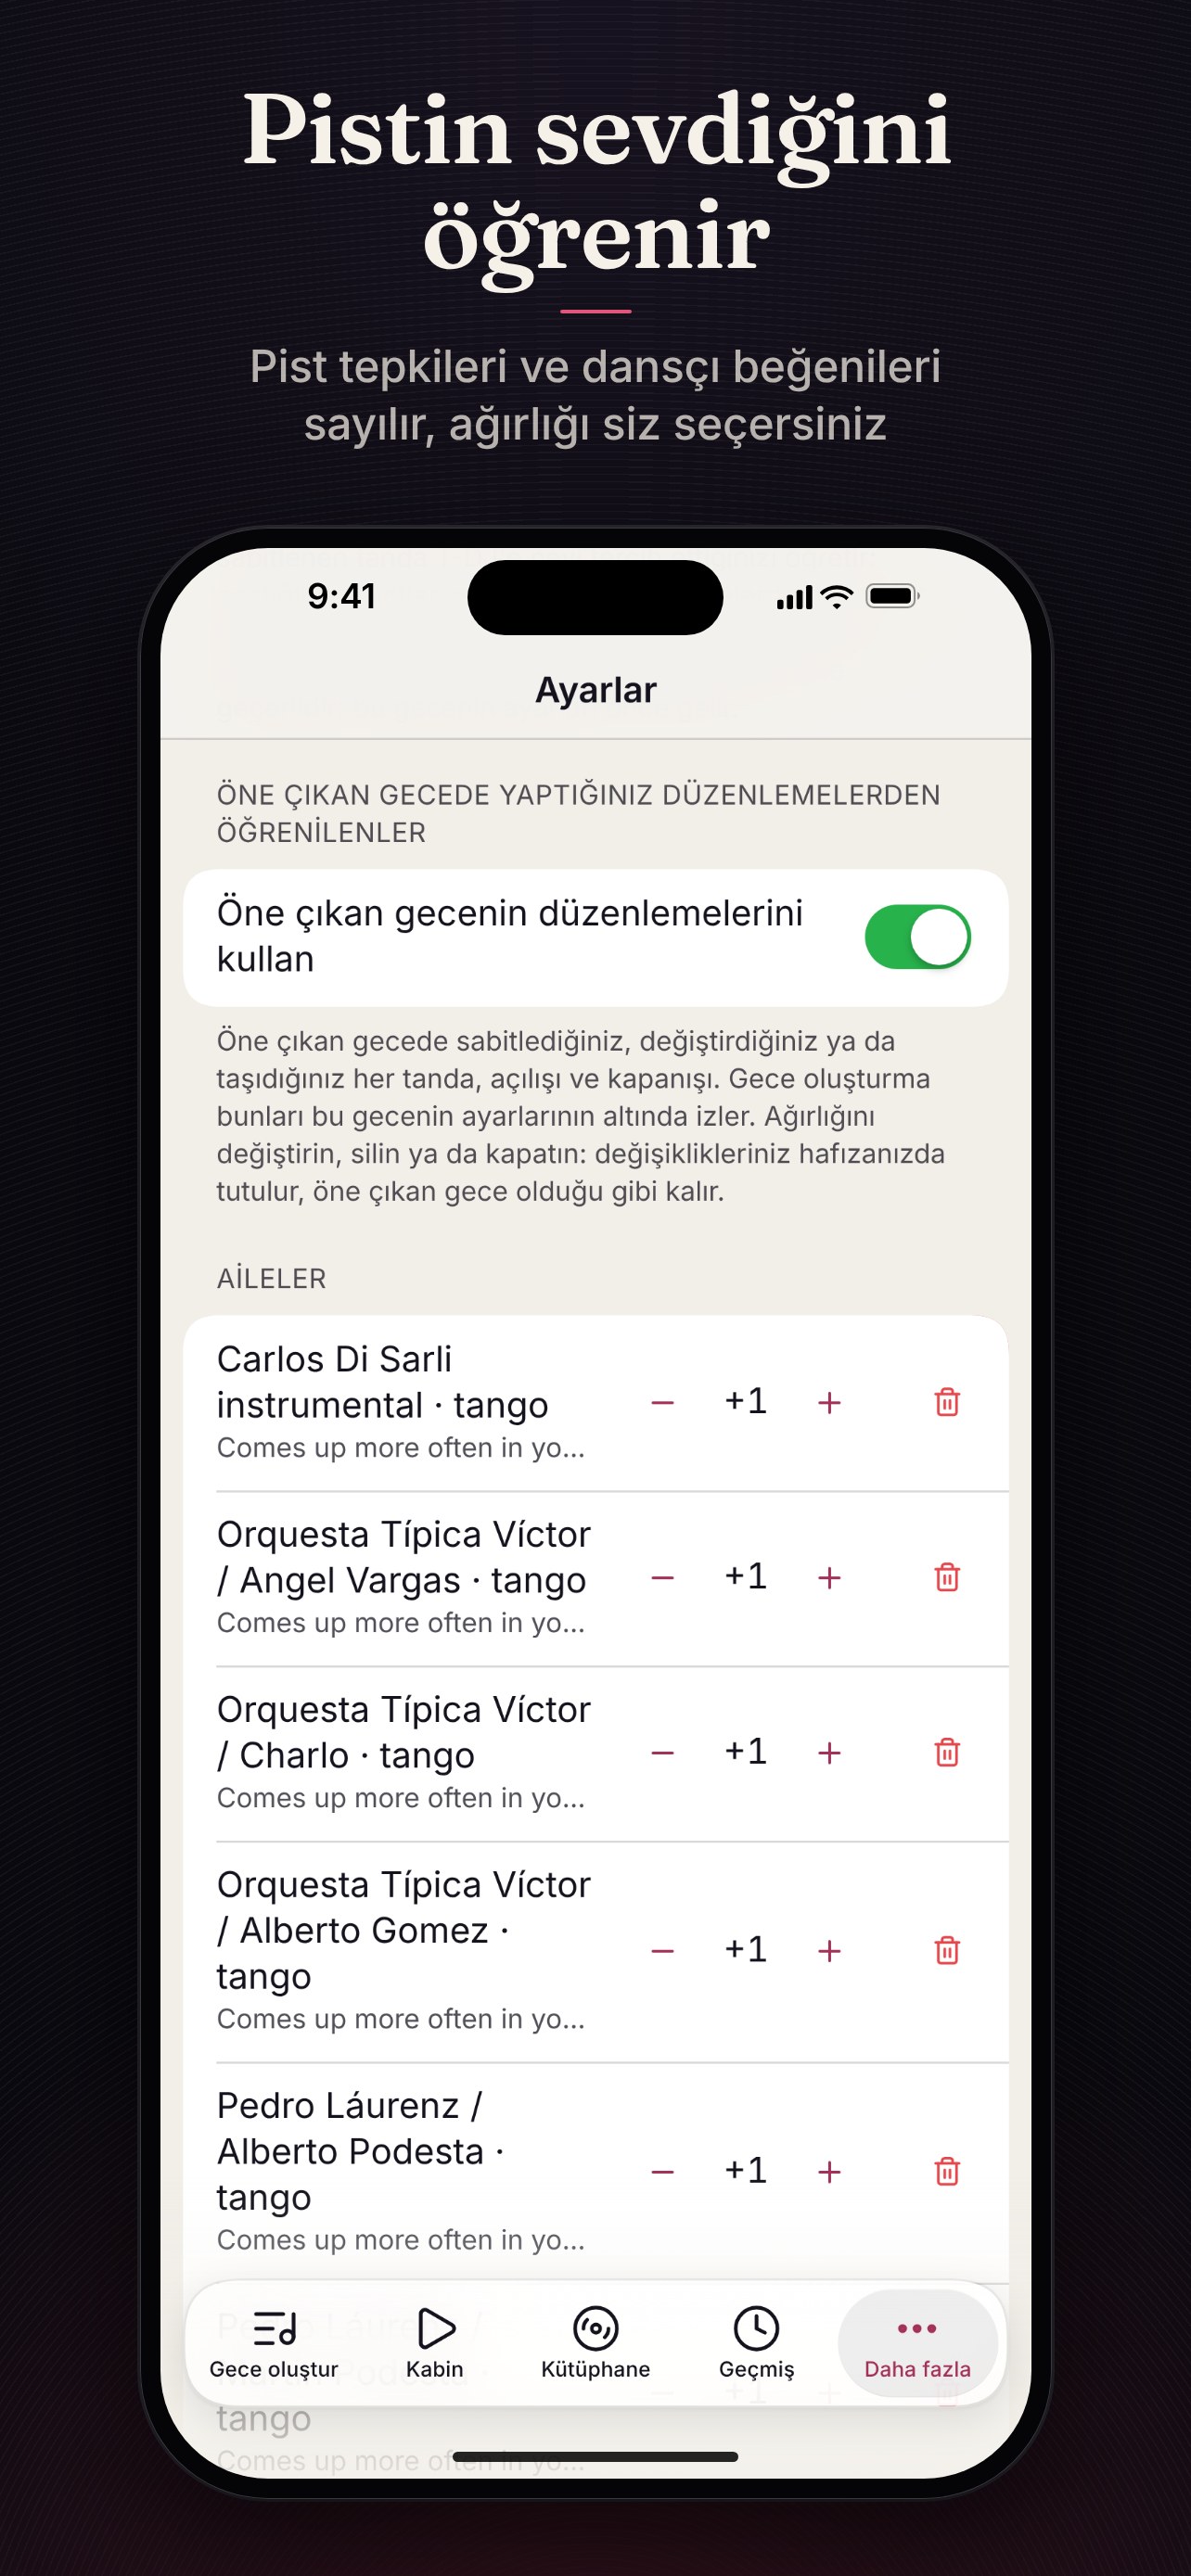 Pistin sevdiğini
öğrenir
Pist tepkileri ve dansçı beğenileri
sayılır, ağırlığı siz seçersiniz
9:41
Ayarlar
ÖNE ÇIKAN GECEDE YAPTIĞINIZ DÜZENLEMELERDEN
ÖĞRENİLENLER
Öne çıkan gecenin düzenlemelerini
kullan
Öne çıkan gecede sabitlediğiniz, değiştirdiğiniz ya da
taşıdığınız her tanda, açılışı ve kapanışı. Gece oluşturma
bunları bu gecenin ayarlarının altında izler. Ağırlığını
değiştirin, silin ya da kapatın: değişiklikleriniz hafızanızda
tutulur, öne çıkan gece olduğu gibi kalır.
AİLELER
Carlos Di Sarli
instrumental · tango
Comes up more often in yo...
− +1 +
Orquesta Típica Víctor
/ Angel Vargas · tango
Comes up more often in yo...
− +1 +
Orquesta Típica Víctor
/ Charlo · tango
Comes up more often in yo...
− +1 +
Orquesta Típica Víctor
/ Alberto Gomez ·
tango
Comes up more often in yo...
− +1 +
Pedro Láurenz /
Alberto Podesta ·
tango
Comes up more often in yo...
− +1 +
Gece oluştur
Kabin
Kütüphane
Geçmiş
Daha fazla
tango
Comes up more often in yo...